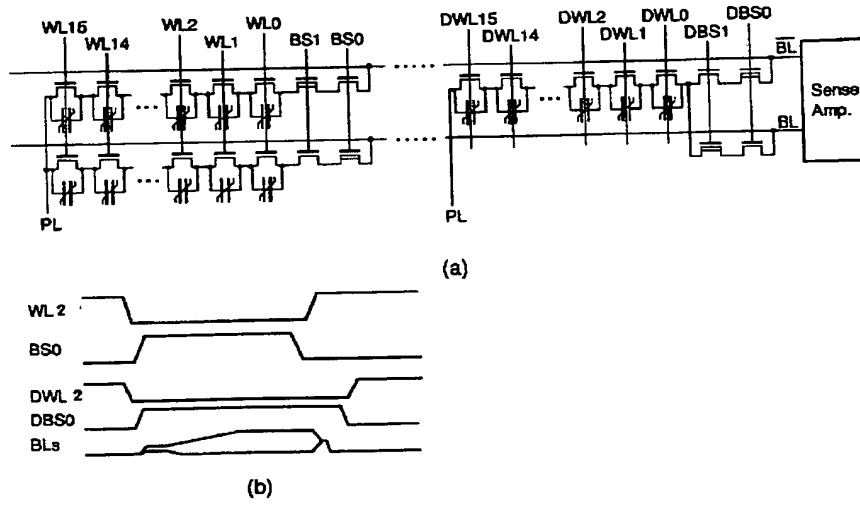 WL15
WL14
WL2
WL1
WL0
BS1
BS0
DWL15
DWL14
DWL2
DWL1
DWL0
DBS1
DBS0
BL
Sense
Amp.
BL
PL
PL
(a)
WL 2
BS0
DWL 2
DBS0
BLs
(b)